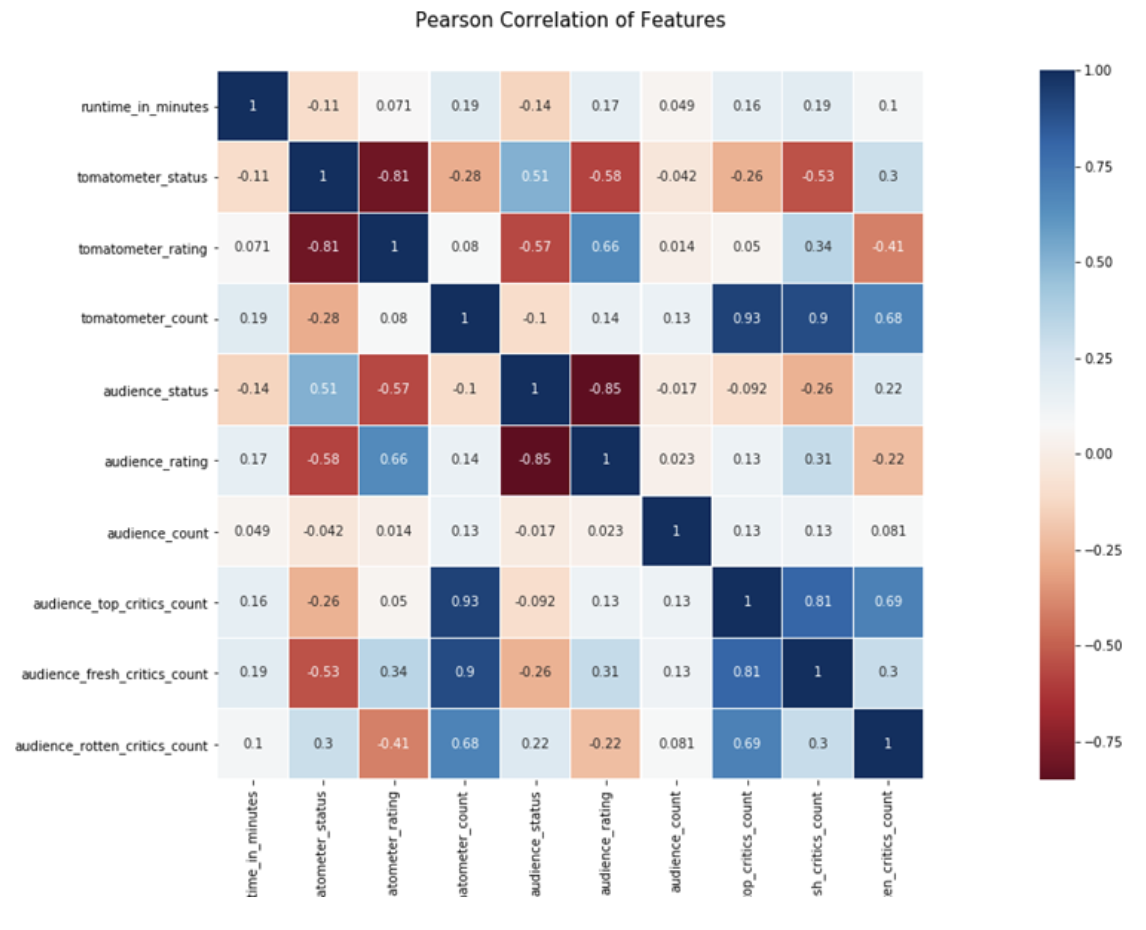 Pearson Correlation of Features
runtime_in_minutes 1 -0.11 0.071 0.19 -0.14 0.17 0.049 0.16 0.19 0.1
tomatometer_status -0.11 1 -0.81 -0.28 0.51 -0.58 -0.042 -0.26 -0.53 0.3
tomatometer_rating 0.071 -0.81 1 0.08 -0.57 0.66 0.014 0.05 0.34 -0.41
tomatometer_count 0.19 -0.28 0.08 1 -0.1 0.14 0.13 0.93 0.9 0.68
audience_status -0.14 0.51 -0.57 -0.1 1 -0.85 -0.017 -0.092 -0.26 0.22
audience_rating 0.17 -0.58 0.66 0.14 -0.85 1 0.023 0.13 0.31 -0.22
audience_count 0.049 -0.042 0.014 0.13 -0.017 0.023 1 0.13 0.13 0.081
audience_top_critics_count 0.16 -0.26 0.05 0.93 -0.092 0.13 0.13 1 0.81 0.69
audience_fresh_critics_count 0.19 -0.53 0.34 0.9 -0.26 0.31 0.13 0.81 1 0.3
audience_rotten_critics_count 0.1 0.3 -0.41 0.68 0.22 -0.22 0.081 0.69 0.3 1
time_in_minutes
atometer_status
atometer_rating
natometer_count
audience_status
audience_rating
audience_count
top_critics_count
sh_critics_count
ten_critics_count
1.00
0.75
0.50
0.25
0.00
−0.25
−0.50
−0.75